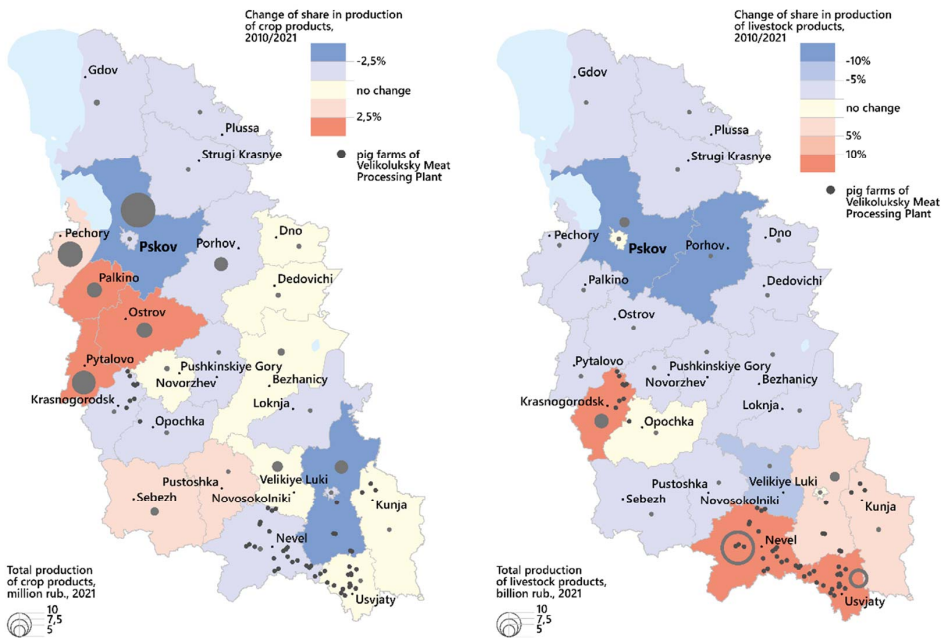 Change of share in production
of crop products,
2010/2021
-2,5%
no change
2,5%
pig farms of
Velikoluksky Meat
Processing Plant
Gdov
Plussa
Strugi Krasnye
Pechory
Pskov
Porhov
Dno
Palkino
Dedovichi
Ostrov
Pytalovo
Pushkinskiye Gory
Novorzhev
Bezhanicy
Krasnogorodsk
Loknja
Opochka
Pustoshka
Velikiye Luki
Sebezh
Novosokolniki
Kunja
Nevel
Usvjaty
Total production
of crop products,
million rub., 2021
10
7,5
5
Change of share in production
of livestock products,
2010/2021
-10%
-5%
no change
5%
10%
pig farms of
Velikoluksky Meat
Processing Plant
Gdov
Plussa
Strugi Krasnye
Pechory
Pskov
Porhov
Dno
Palkino
Dedovichi
Ostrov
Pytalovo
Pushkinskiye Gory
Novorzhev
Bezhanicy
Krasnogorodsk
Loknja
Opochka
Pustoshka
Velikiye Luki
Sebezh
Novosokolniki
Kunja
Nevel
Usvjaty
Total production
of livestock products,
billion rub., 2021
10
7,5
5